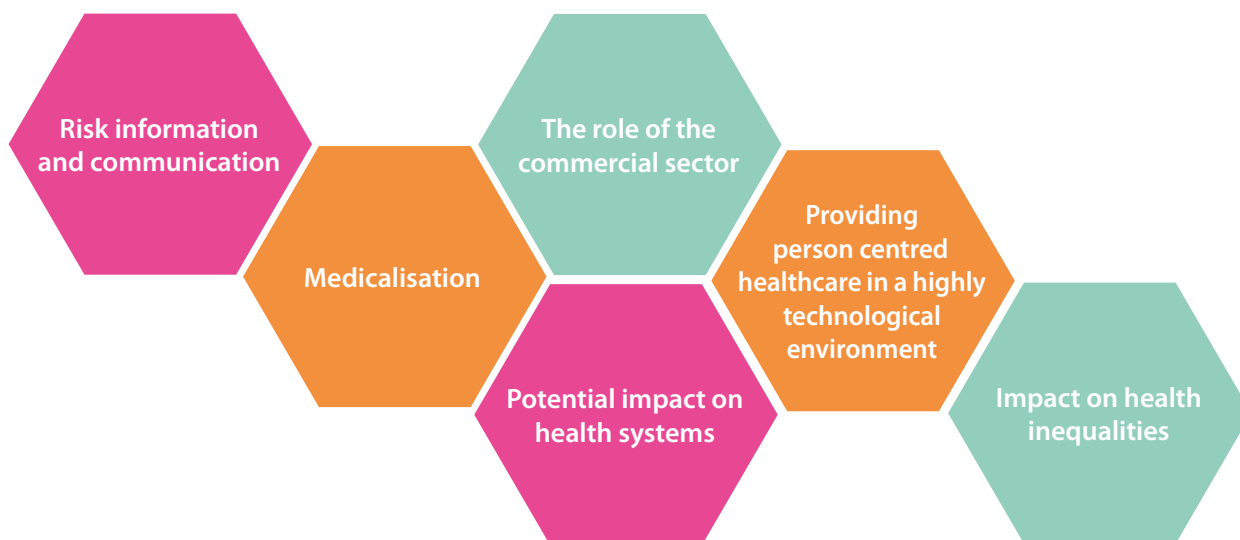 Risk information
and communication
Medicalisation
The role of the
commercial sector
Potential impact on
health systems
Providing
person centred
healthcare in a highly
technological
environment
Impact on health
inequalities